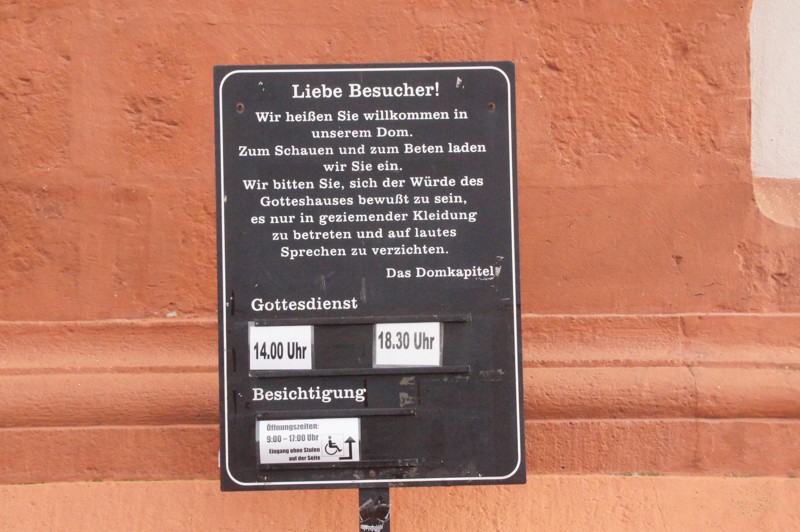 Liebe Besucher!
Wir heißen Sie willkommen in
unserem Dom.
Zum Schauen und zum Beten laden
wir Sie ein.
Wir bitten Sie, sich der Würde des
Gotteshauses bewußt zu sein,
es nur in geziemender Kleidung
zu betreten und auf lautes
Sprechen zu verzichten.
Das Domkapitel
Gottesdienst
14.00 Uhr 18.30 Uhr
Besichtigung
Öffnungszeiten:
9:00 – 17:00 Uhr
Eingang ohne Stufen
auf der Seite